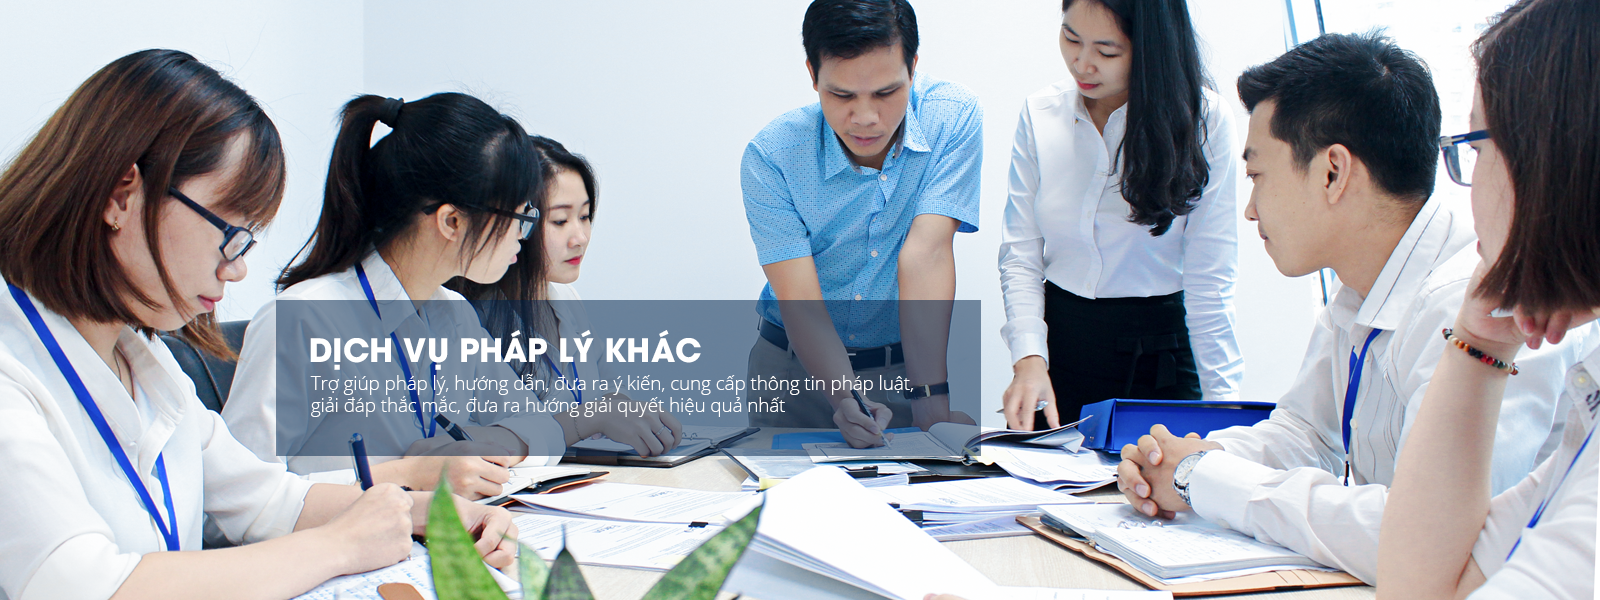 DỊCH VỤ PHÁP LÝ KHÁC
Trợ giúp pháp lý, hướng dẫn, đưa ra ý kiến, cung cấp thông tin pháp luật,
giải đáp thắc mắc, đưa ra hướng giải quyết hiệu quả nhất